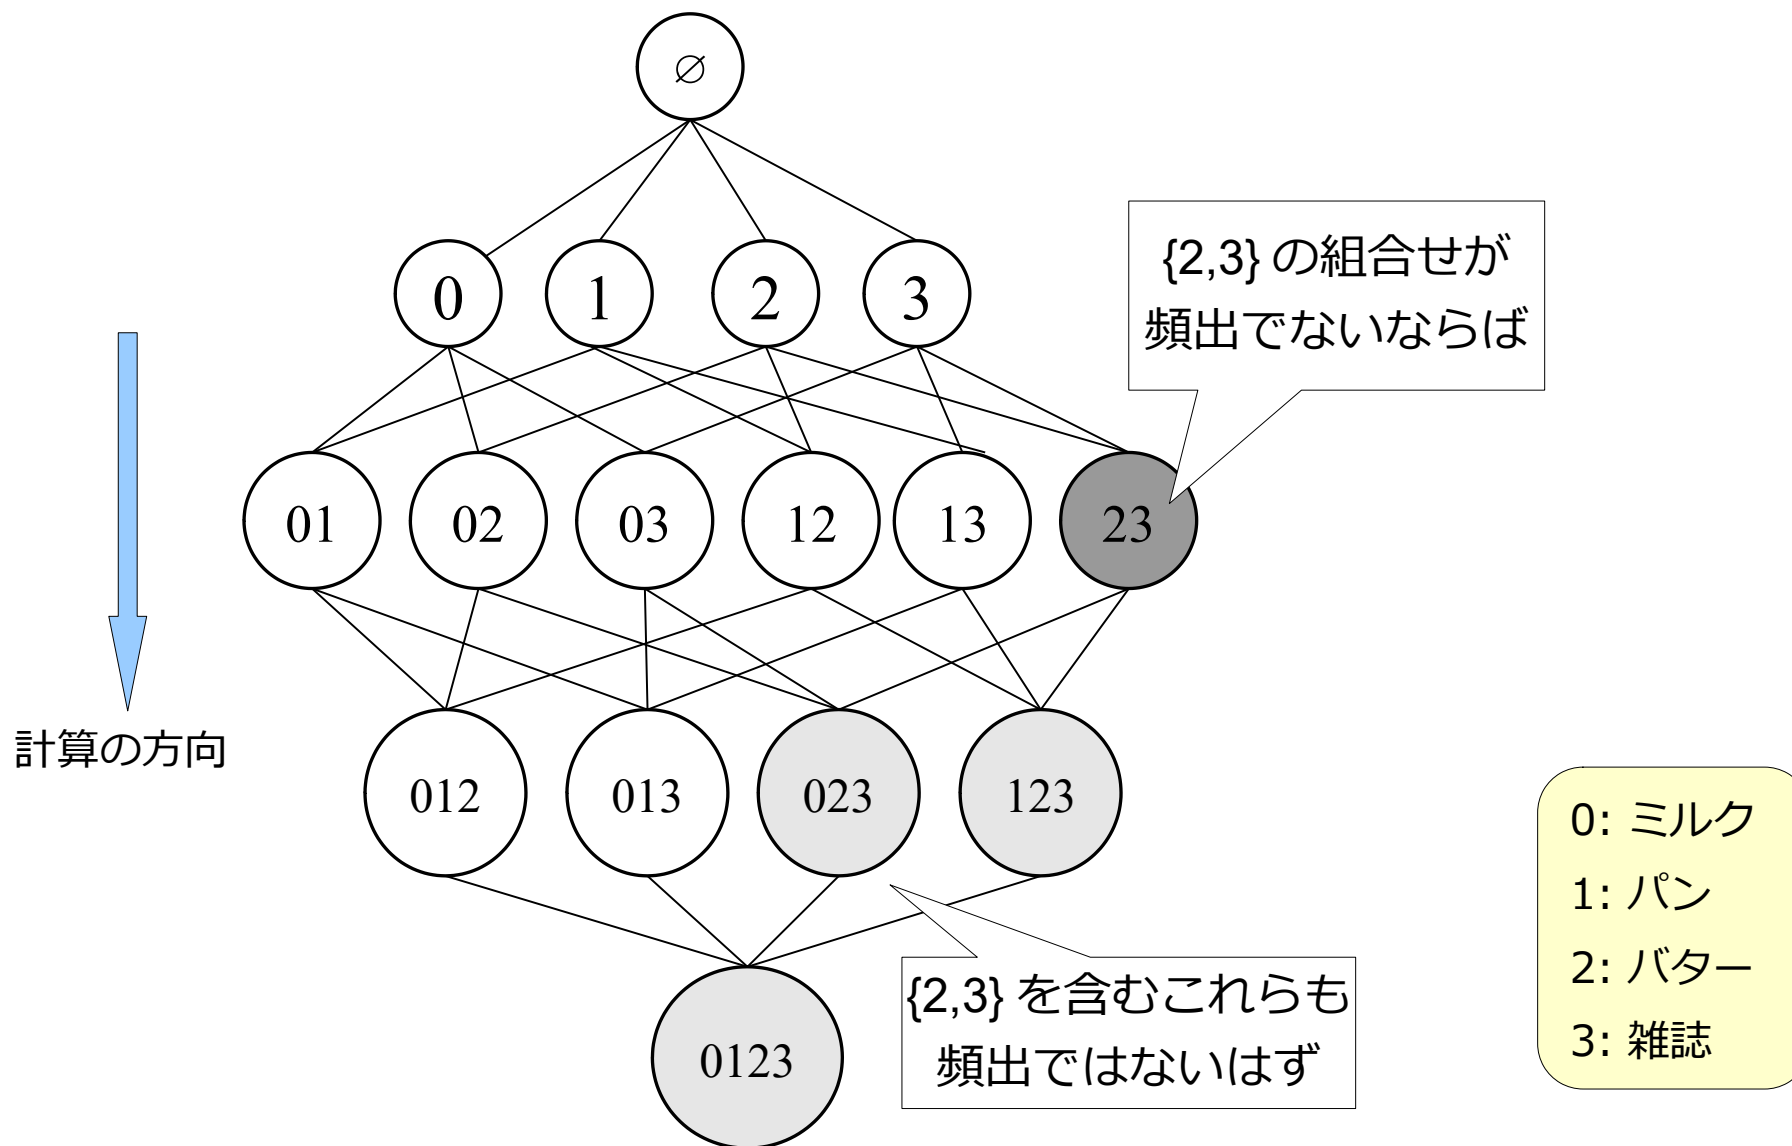 ∅
0
1
2
3
{2,3} の組合せが
頻出でないならば
01
02
03
12
13
23
計算の方向
012
013
023
123
{2,3} を含むこれらも
頻出ではないはず
0123
0: ミルク
1: パン
2: バター
3: 雑誌